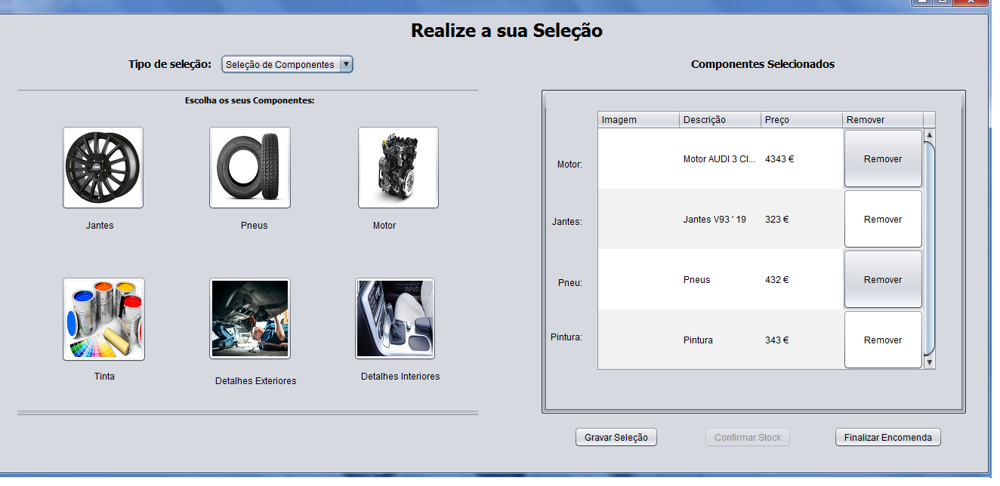 Realize a sua Seleção
Tipo de seleção: Seleção de Componentes
Escolha os seus Componentes:
Jantes Pneus Motor
Tinta Detalhes Exteriores Detalhes Interiores
Componentes Selecionados
Imagem Descrição Preço Remover
Motor: Motor AUDI 3 Cl... 4343 € Remover
Jantes: Jantes V93 ' 19 323 € Remover
Pneu: Pneus 432 € Remover
Pintura: Pintura 343 € Remover
Gravar Seleção Confirmar Stock Finalizar Encomenda